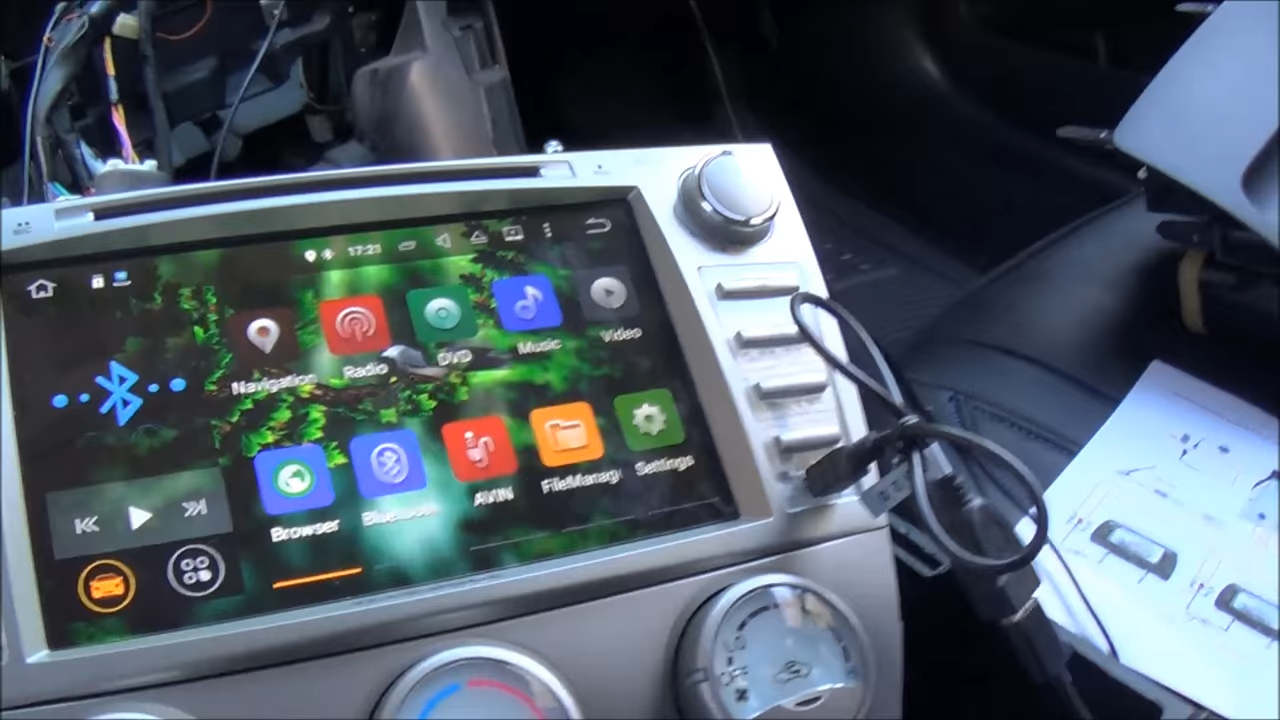 17:21
Navigation
Radio
DVD
Music
Video
Browser
AVIN
FileManag
Settings